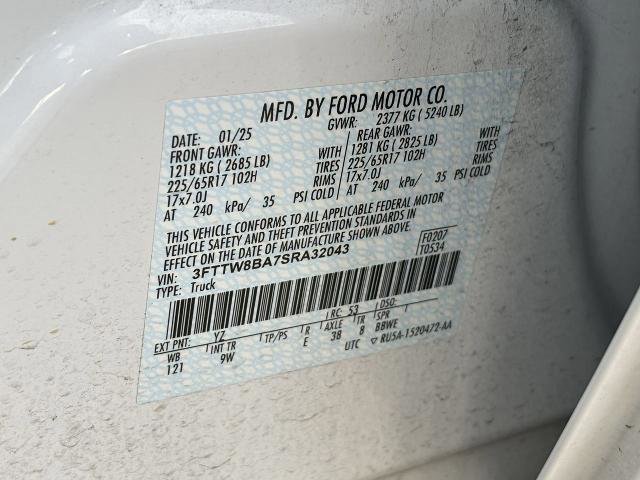 MFD. BY FORD MOTOR CO.
DATE: 01/25 GVWR: 2377 KG ( 5240 LB)
FRONT GAWR: REAR GAWR:
1218 KG ( 2685 LB) WITH 1281 KG ( 2825 LB) WITH
225/65R17 102H TIRES 225/65R17 102H TIRES
17x7.0J RIMS 17x7.0J RIMS
AT 240 kPa/ 35 PSI COLD AT 240 kPa/ 35 PSI COLD
THIS VEHICLE CONFORMS TO ALL APPLICABLE FEDERAL MOTOR
VEHICLE SAFETY AND THEFT PREVENTION STANDARDS IN
EFFECT ON THE DATE OF MANUFACTURE SHOWN ABOVE.
VIN: 3FTTW8BA7SRA32043 F0207
TYPE: Truck T0534
EXT PNT: YZ RC: 53 DSO:
WB INT TR TP/PS R AXLE TR SPR
121 9W E 38 8 BBWE
UTC ▽ RU5A-1520472-AA